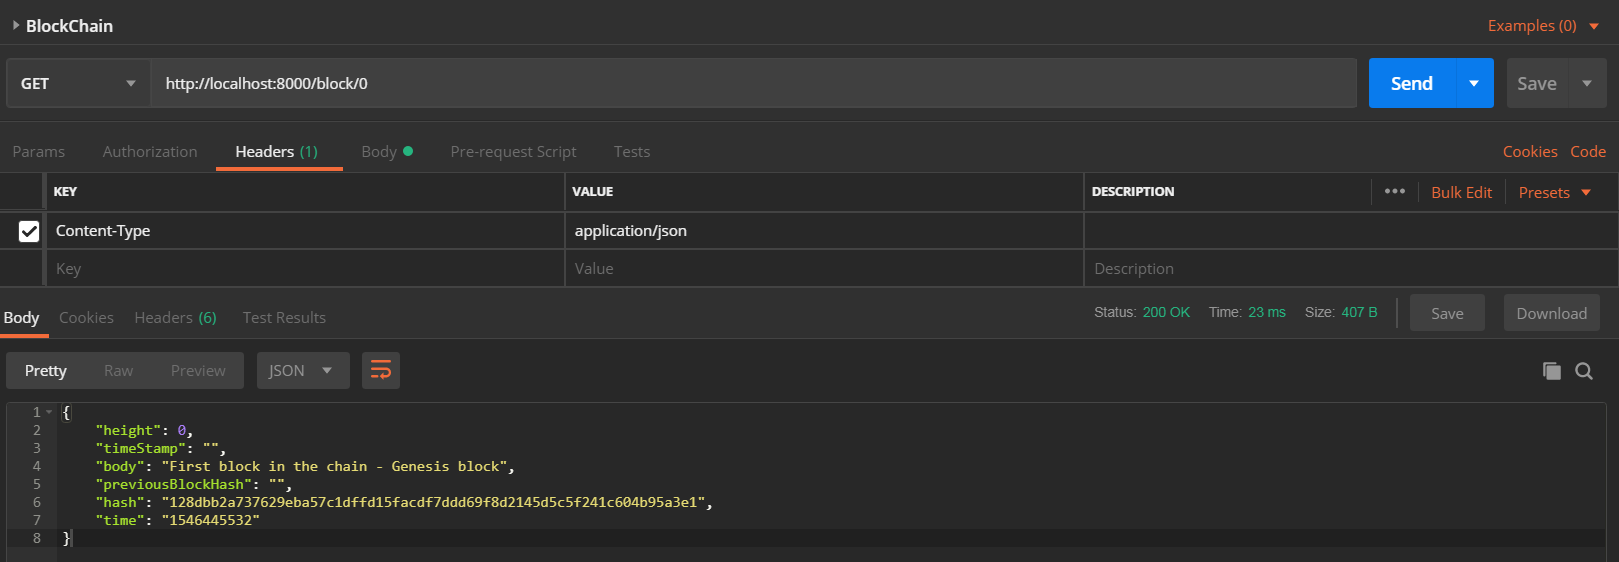 BlockChain
Examples (0)
GET
http://localhost:8000/block/0
Send
Save
Params
Authorization
Headers (1)
Body
Pre-request Script
Tests
Cookies
Code
KEY
VALUE
DESCRIPTION
Bulk Edit
Presets
Content-Type
application/json
Key
Value
Description
Body
Cookies
Headers (6)
Test Results
Status: 200 OK
Time: 23 ms
Size: 407 B
Save
Download
Pretty
Raw
Preview
JSON
1 {
2 "height": 0,
3 "timeStamp": "",
4 "body": "First block in the chain - Genesis block",
5 "previousBlockHash": "",
6 "hash": "128dbb2a737629eba57c1dffd15facdf7ddd69f8d2145d5c5f241c604b95a3e1",
7 "time": "1546445532"
8 }